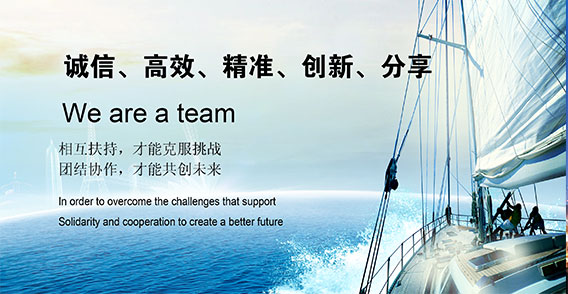 诚信、高效、精准、创新、分享
We are a team
相互扶持，才能克服挑战
团结协作，才能共创未来
In order to overcome the challenges that support
Solidarity and cooperation to create a better future